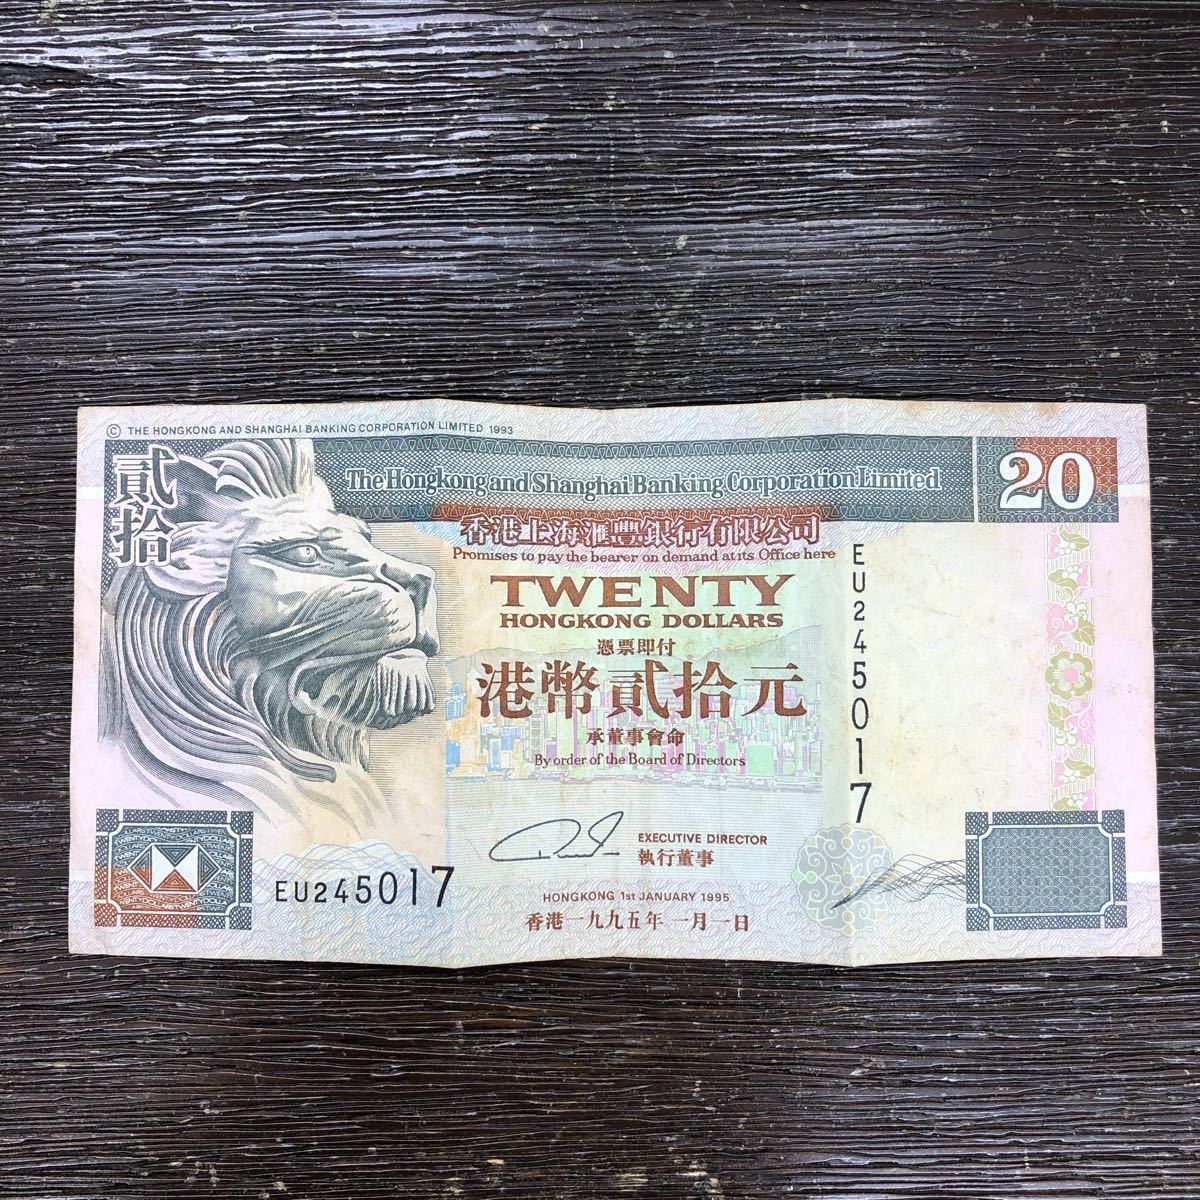 © THE HONGKONG AND SHANGHAI BANKING CORPORATION LIMITED 1993
貳拾
The Hongkong and Shanghai Banking Corporation Limited
20
香港上海滙豐銀行有限公司
Promises to pay the bearer on demand at its Office here
TWENTY
HONGKONG DOLLARS
憑票即付
港幣貳拾元
承董事會命
By order of the Board of Directors
EU245017
EXECUTIVE DIRECTOR
執行董事
EU245017
HONGKONG 1st JANUARY 1995
香港一九九五年一月一日